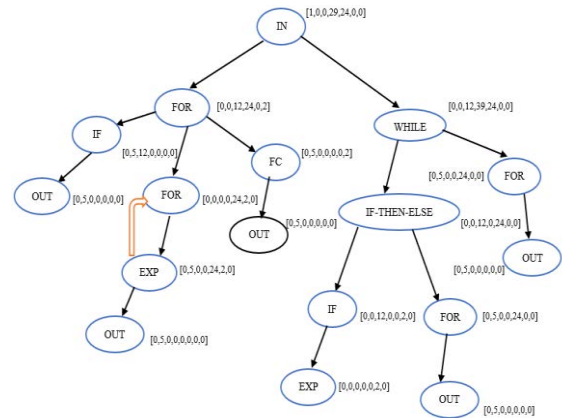 IN [1,0,0,29,24,0,0]
FOR [0,0,12,24,0,2]
WHILE [0,0,12,39,24,0,0]
IF [0,5,12,0,0,0,0]
FC [0,5,0,0,0,0,2]
FOR [0,5,0,0,24,0,0]
OUT [0,5,0,0,0,0,0]
FOR [0,0,0,0,24,2,0]
OUT [0,5,0,0,0,0,0]
IF-THEN-ELSE [0,0,12,0,24,0,0]
OUT [0,5,0,0,0,0,0]
EXP [0,5,0,0,24,2,0]
IF [0,0,12,0,0,2,0]
FOR [0,5,0,0,24,0,0]
OUT [0,5,0,0,0,0,0,0]
EXP [0,0,0,0,0,2,0]
OUT [0,5,0,0,0,0,0]